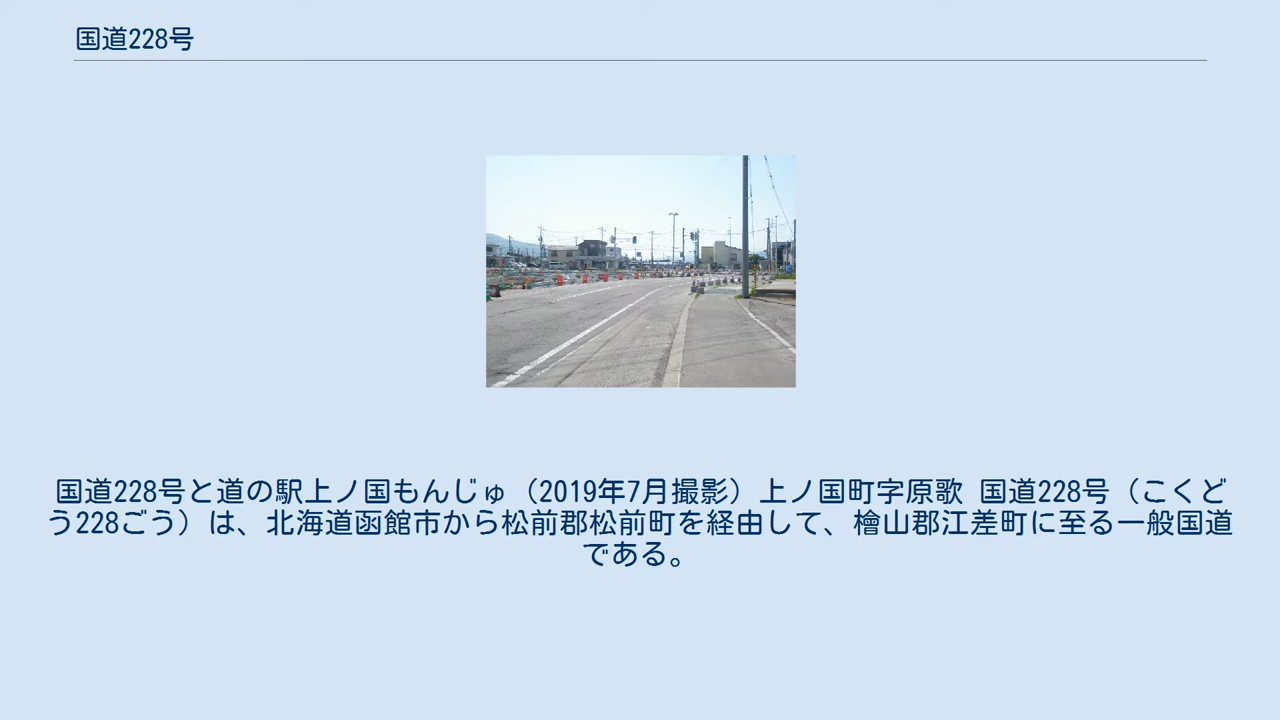 国道228号
国道228号と道の駅上ノ国もんじゅ（2019年7月撮影）上ノ国町字原歌 国道228号（こくど
う228ごう）は、北海道函館市から松前郡松前町を経由して、檜山郡江差町に至る一般国道
である。